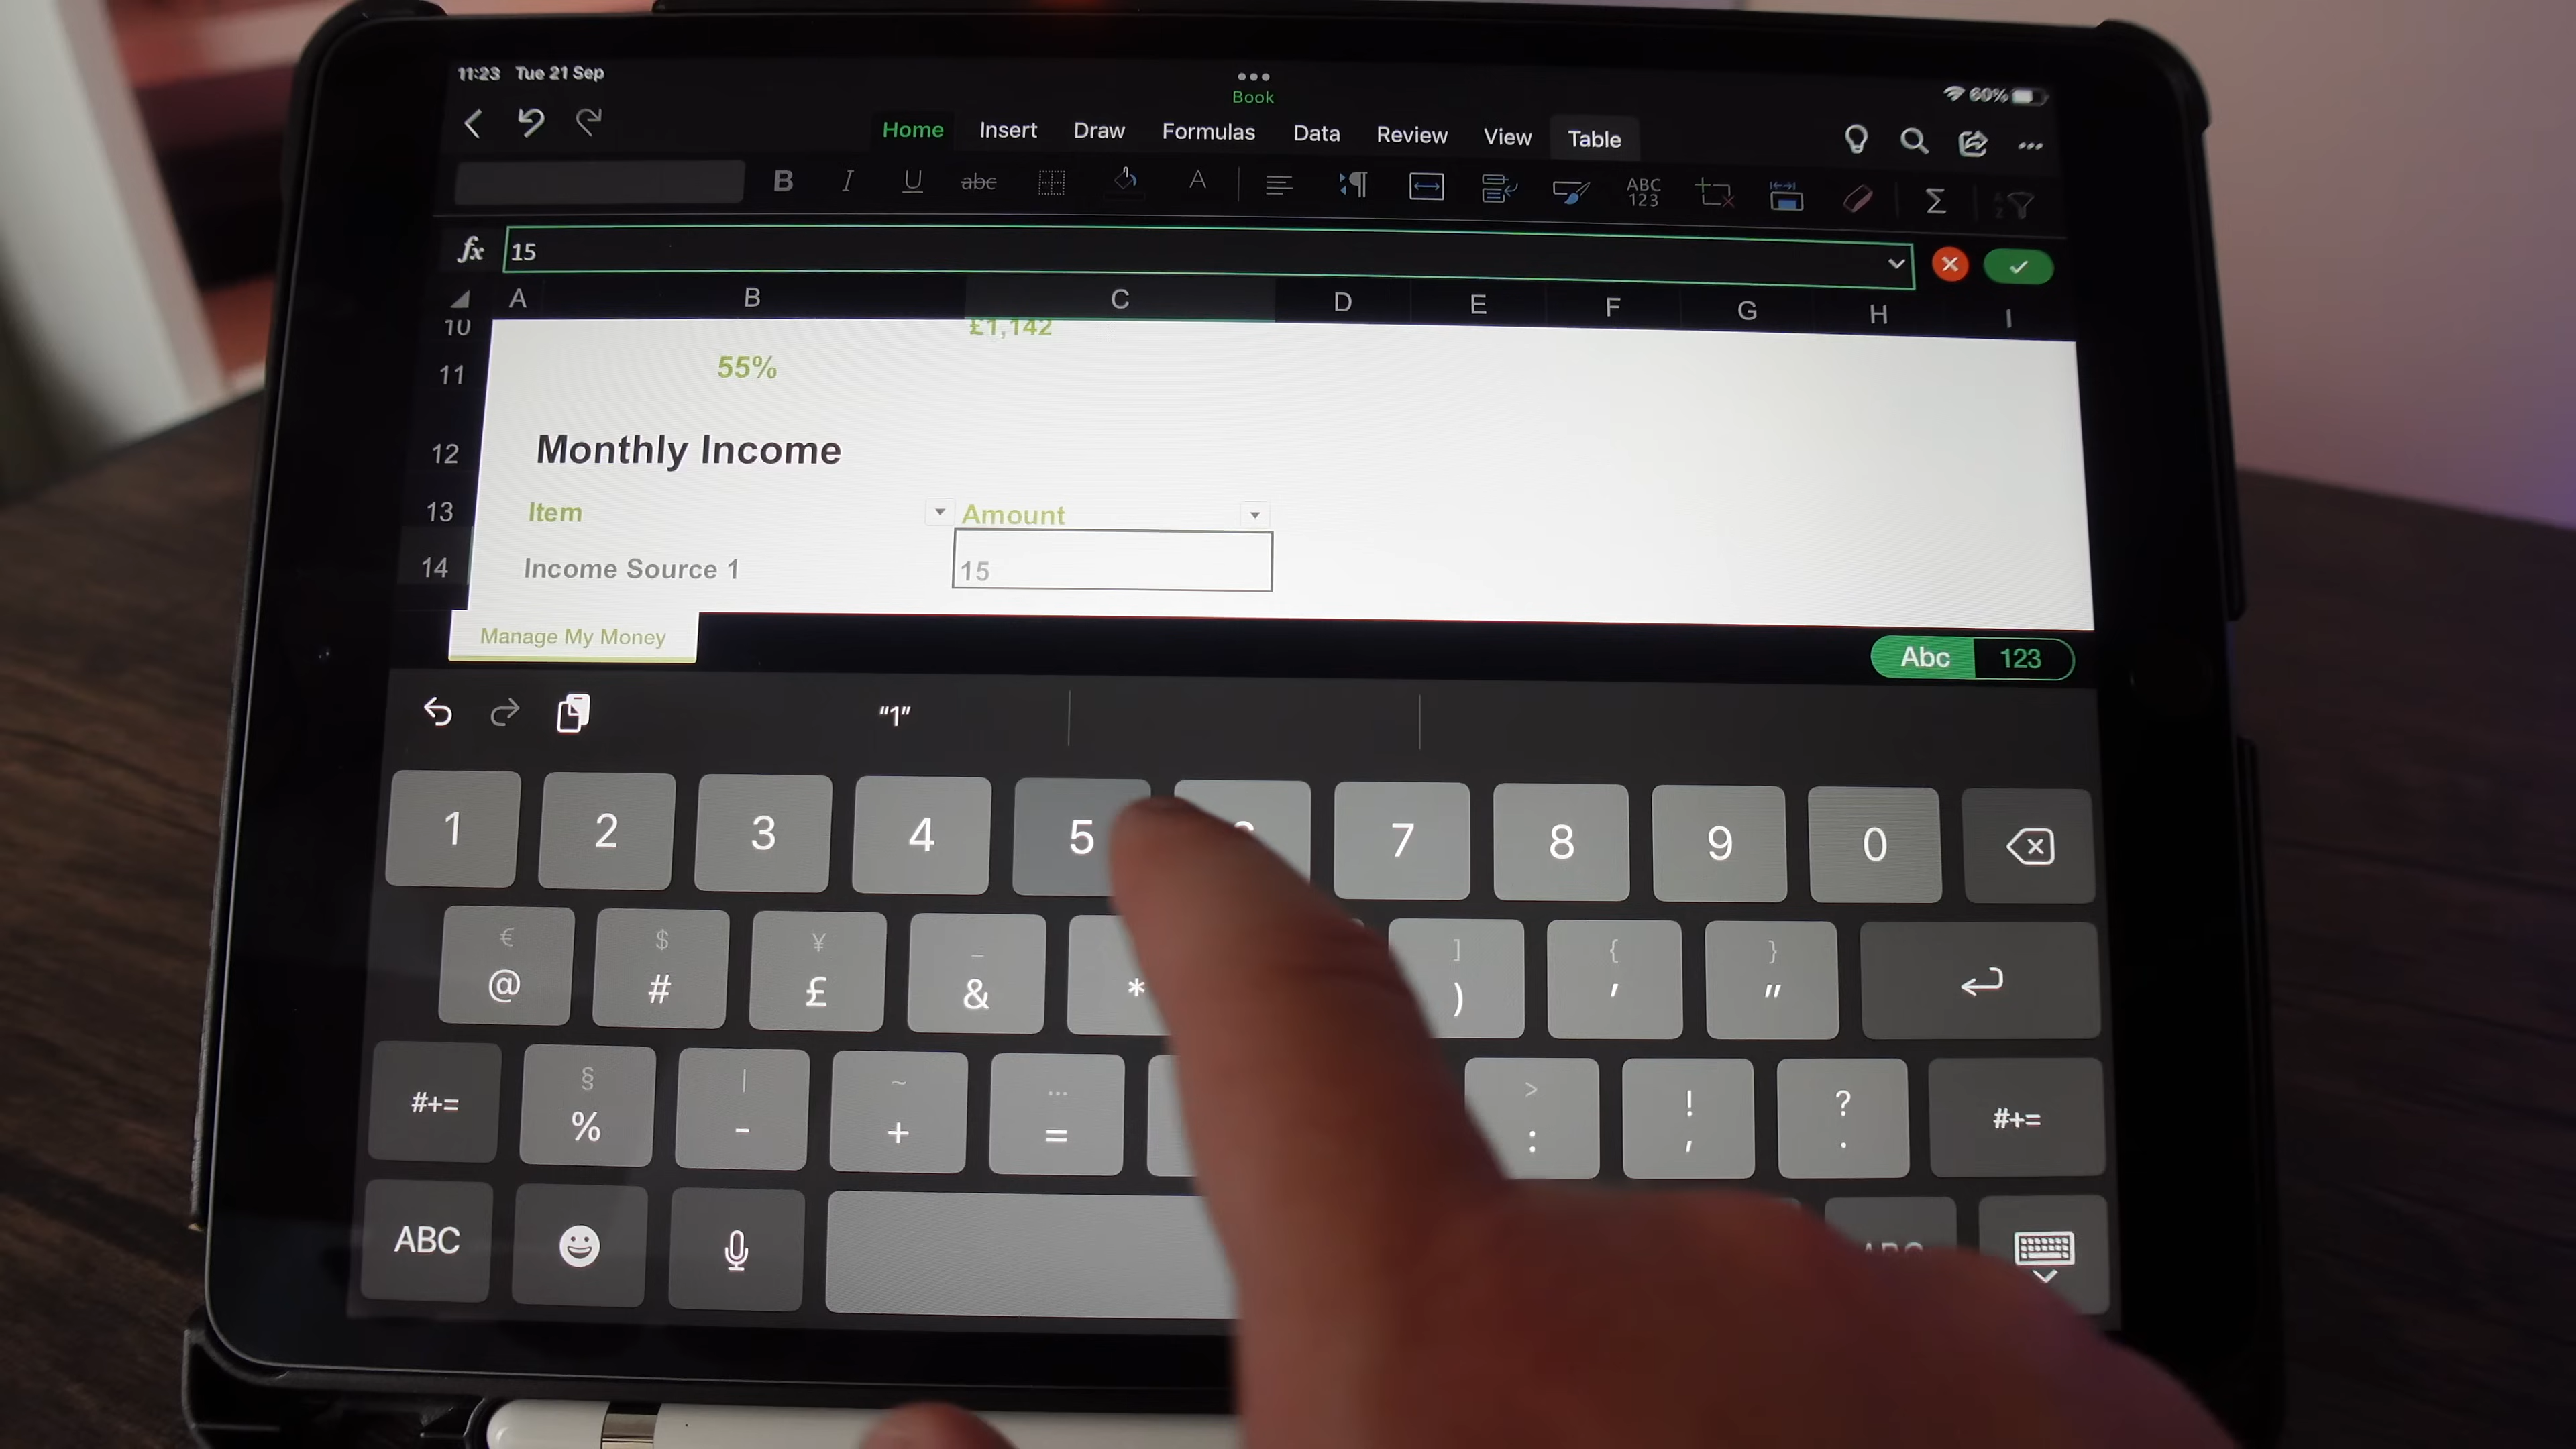 11:23 Tue 21 Sep
60%
Book
Home Insert Draw Formulas Data Review View Table
B I U abc A ABC 123 Σ
fx 15
A B C D E F G H I
10 £1,142
11 55%
12 Monthly Income
13 Item Amount
14 Income Source 1 15
Manage My Money
Abc 123
"1"
1 2 3 4 5 7 8 9 0
€ $ ¥ _ ] { }
@ # £ & * ) ' "
§ | ~ … > ! ?
#+= % - + = : , . #+=
ABC